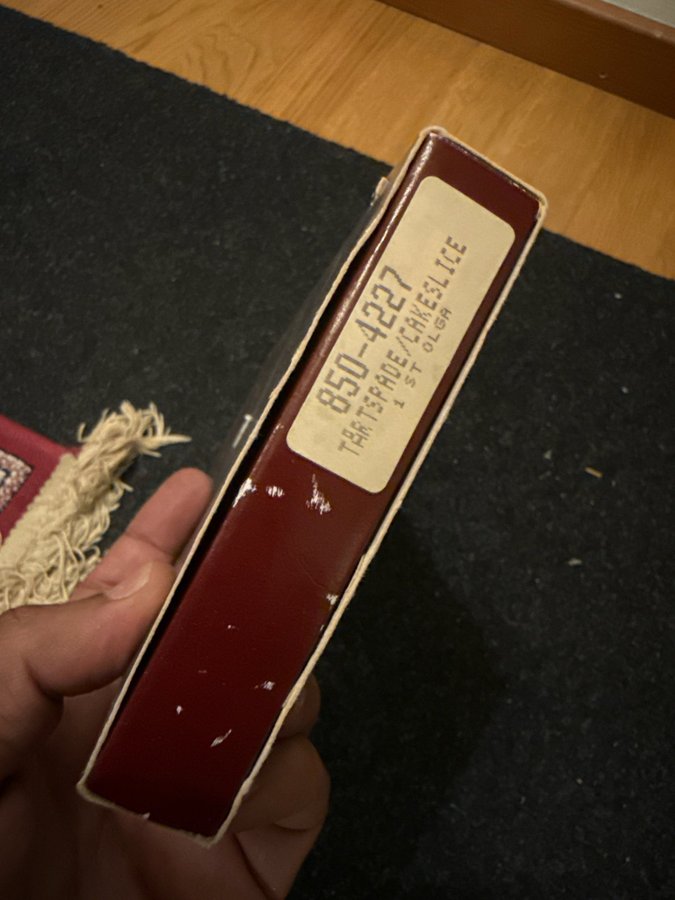 850-4227
TARTSPADE/CAKESLICE
1 ST OLGA